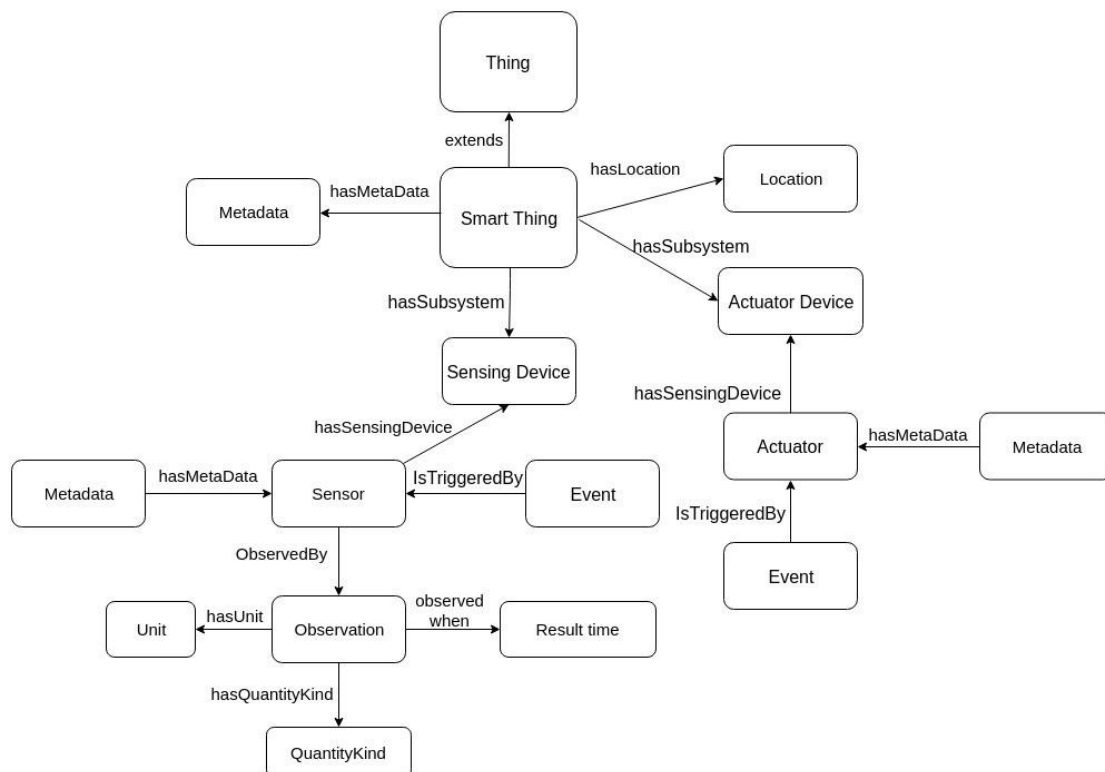 Thing
extends
hasLocation
Location
hasMetaData
Metadata
Smart Thing
hasSubsystem
hasSubsystem
Actuator Device
Sensing Device
hasSensingDevice
hasSensingDevice
Actuator
hasMetaData
Metadata
Metadata
hasMetaData
Sensor
IsTriggeredBy
Event
IsTriggeredBy
Event
ObservedBy
Unit
hasUnit
Observation
observed
when
Result time
hasQuantityKind
QuantityKind